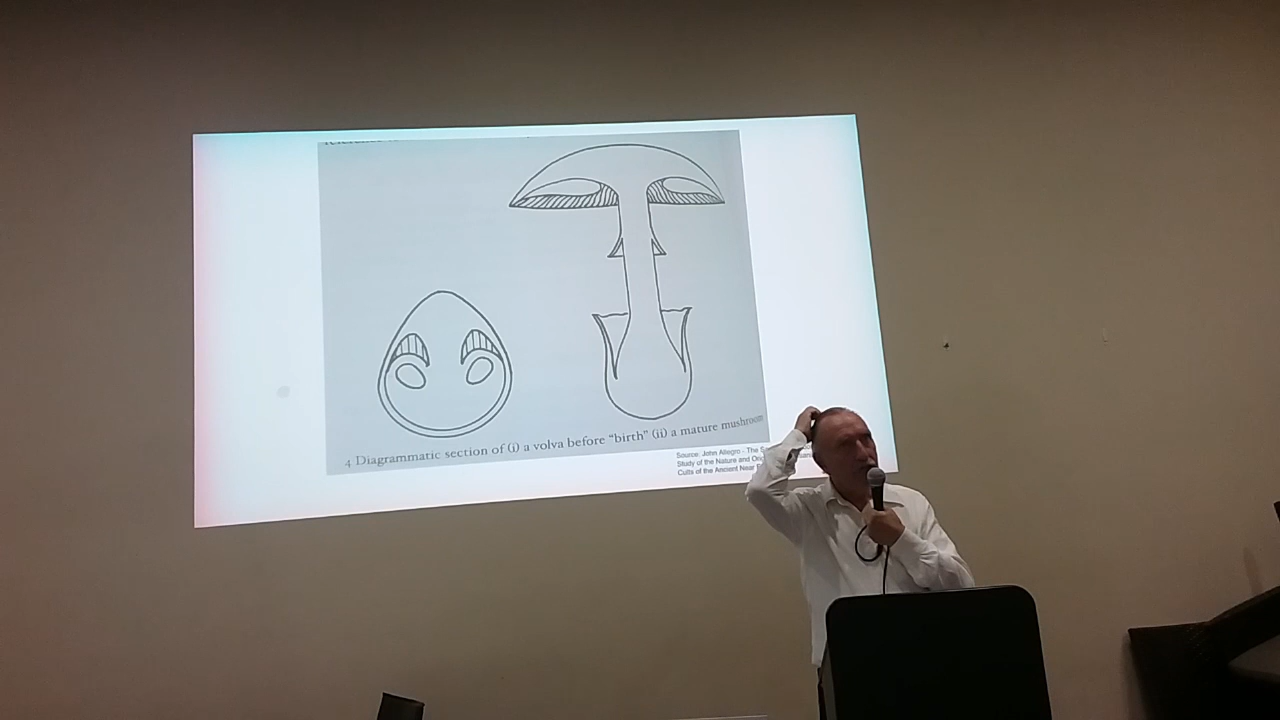 4 Diagrammatic section of (i) a volva before "birth" (ii) a mature mushroom
Source: John Allegro - The
Study of the Nature and
Cults of the Ancient Near